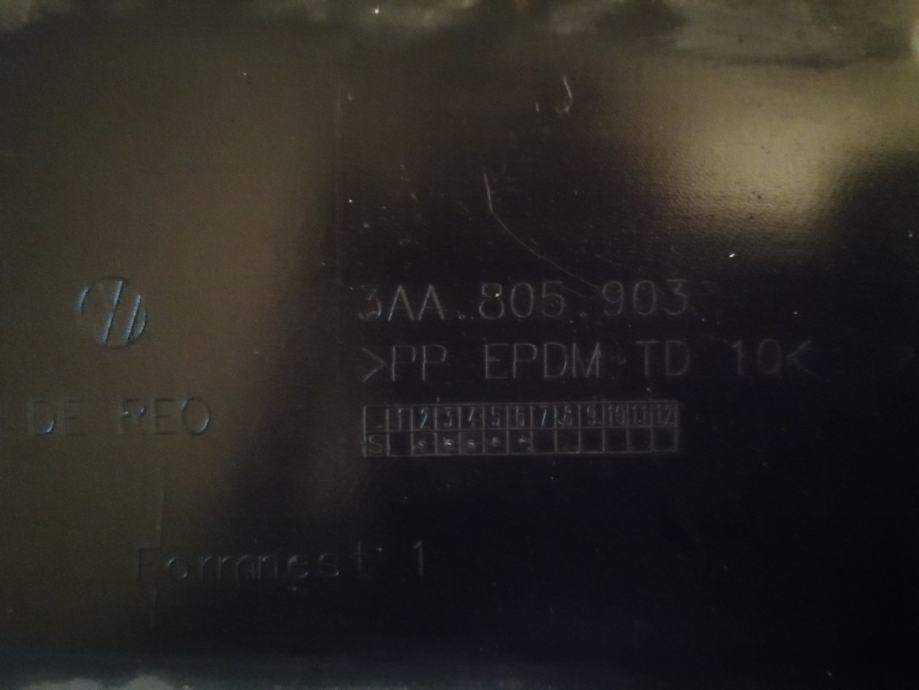 3AA.805.903
>PP EPDM TD 10<
DE REO
1 2 3 4 5 6 7 8 9 10 11 12
S
Formnest 1